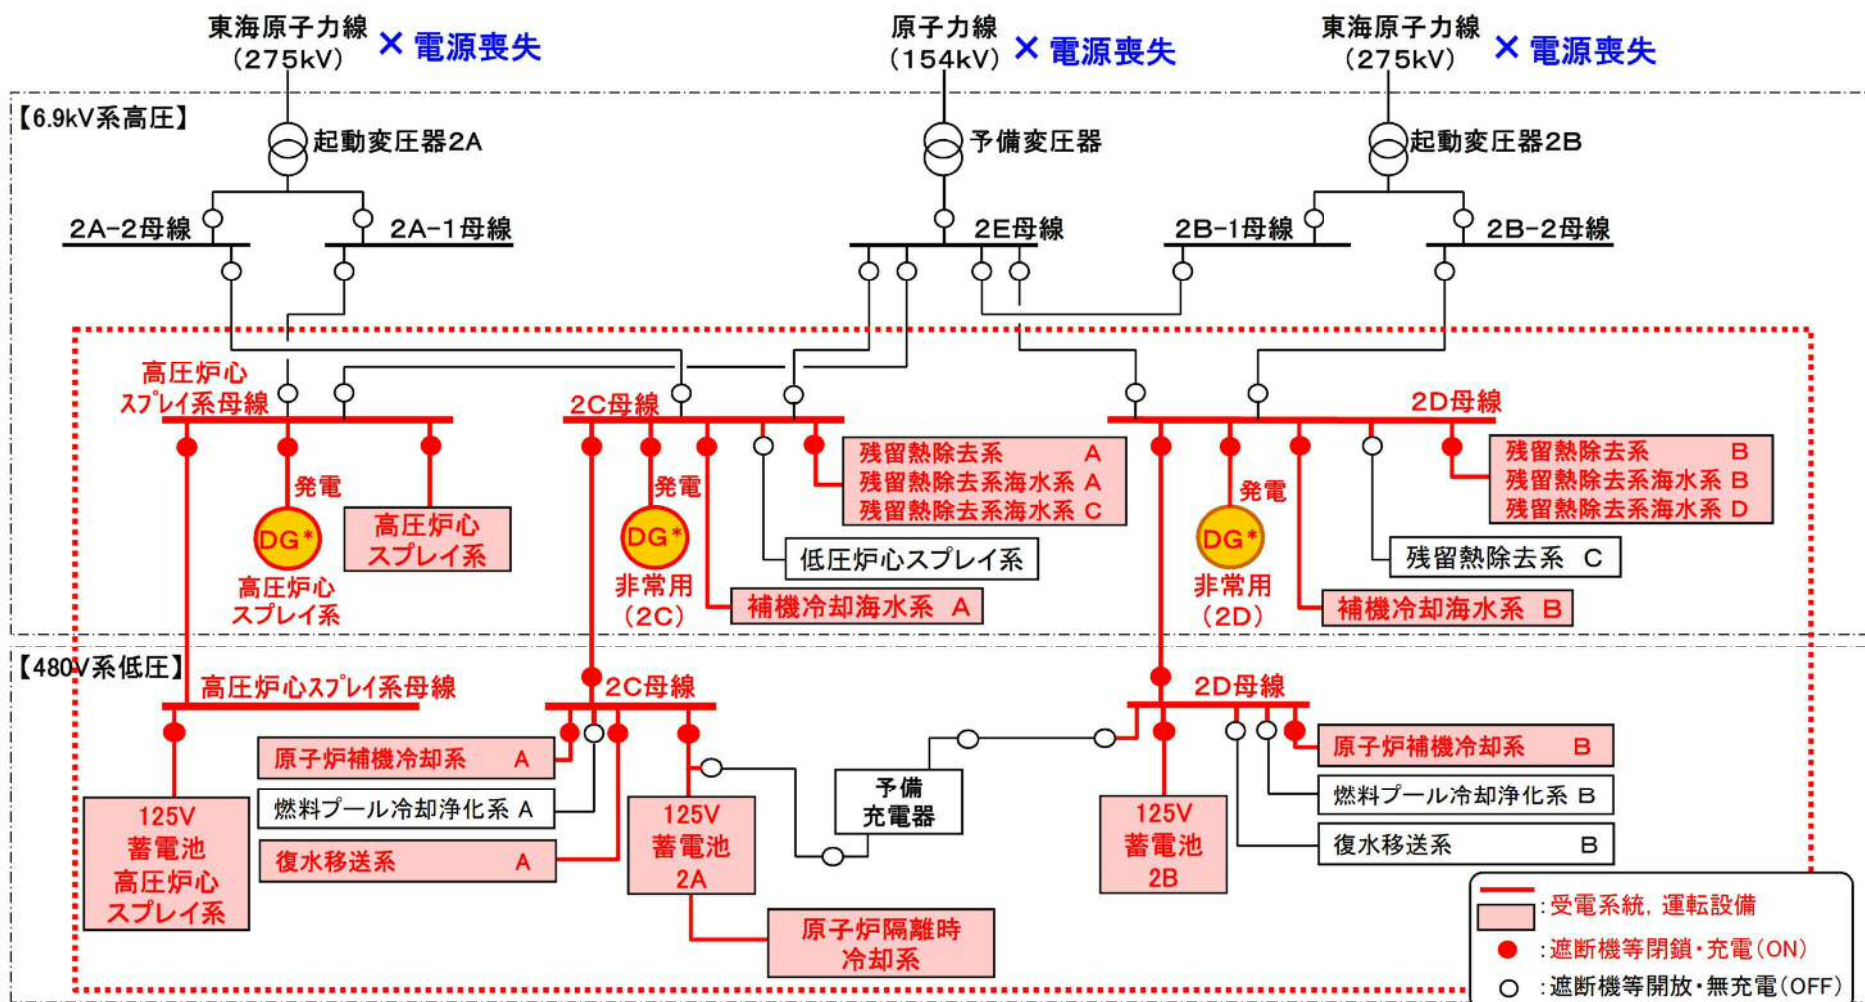 東海原子力線
(275kV)
× 電源喪失
原子力線
(154kV)
× 電源喪失
東海原子力線
(275kV)
× 電源喪失
【6.9kV系高圧】
起動変圧器2A
予備変圧器
起動変圧器2B
2A-2母線
2A-1母線
2E母線
2B-1母線
2B-2母線
高圧炉心
スプレイ系母線
2C母線
2D母線
発電
DG*
高圧炉心
スプレイ系
高圧炉心
スプレイ系
発電
DG*
非常用
(2C)
残留熱除去系 A
残留熱除去系海水系 A
残留熱除去系海水系 C
低圧炉心スプレイ系
補機冷却海水系 A
発電
DG*
非常用
(2D)
残留熱除去系 B
残留熱除去系海水系 B
残留熱除去系海水系 D
残留熱除去系 C
補機冷却海水系 B
【480V系低圧】
高圧炉心スプレイ系母線
2C母線
2D母線
原子炉補機冷却系 A
燃料プール冷却浄化系 A
復水移送系 A
125V
蓄電池
高圧炉心
スプレイ系
125V
蓄電池
2A
原子炉隔離時
冷却系
予備
充電器
125V
蓄電池
2B
原子炉補機冷却系 B
燃料プール冷却浄化系 B
復水移送系 B
:受電系統,運転設備
:遮断機等閉鎖・充電(ON)
:遮断機等開放・無充電(OFF)